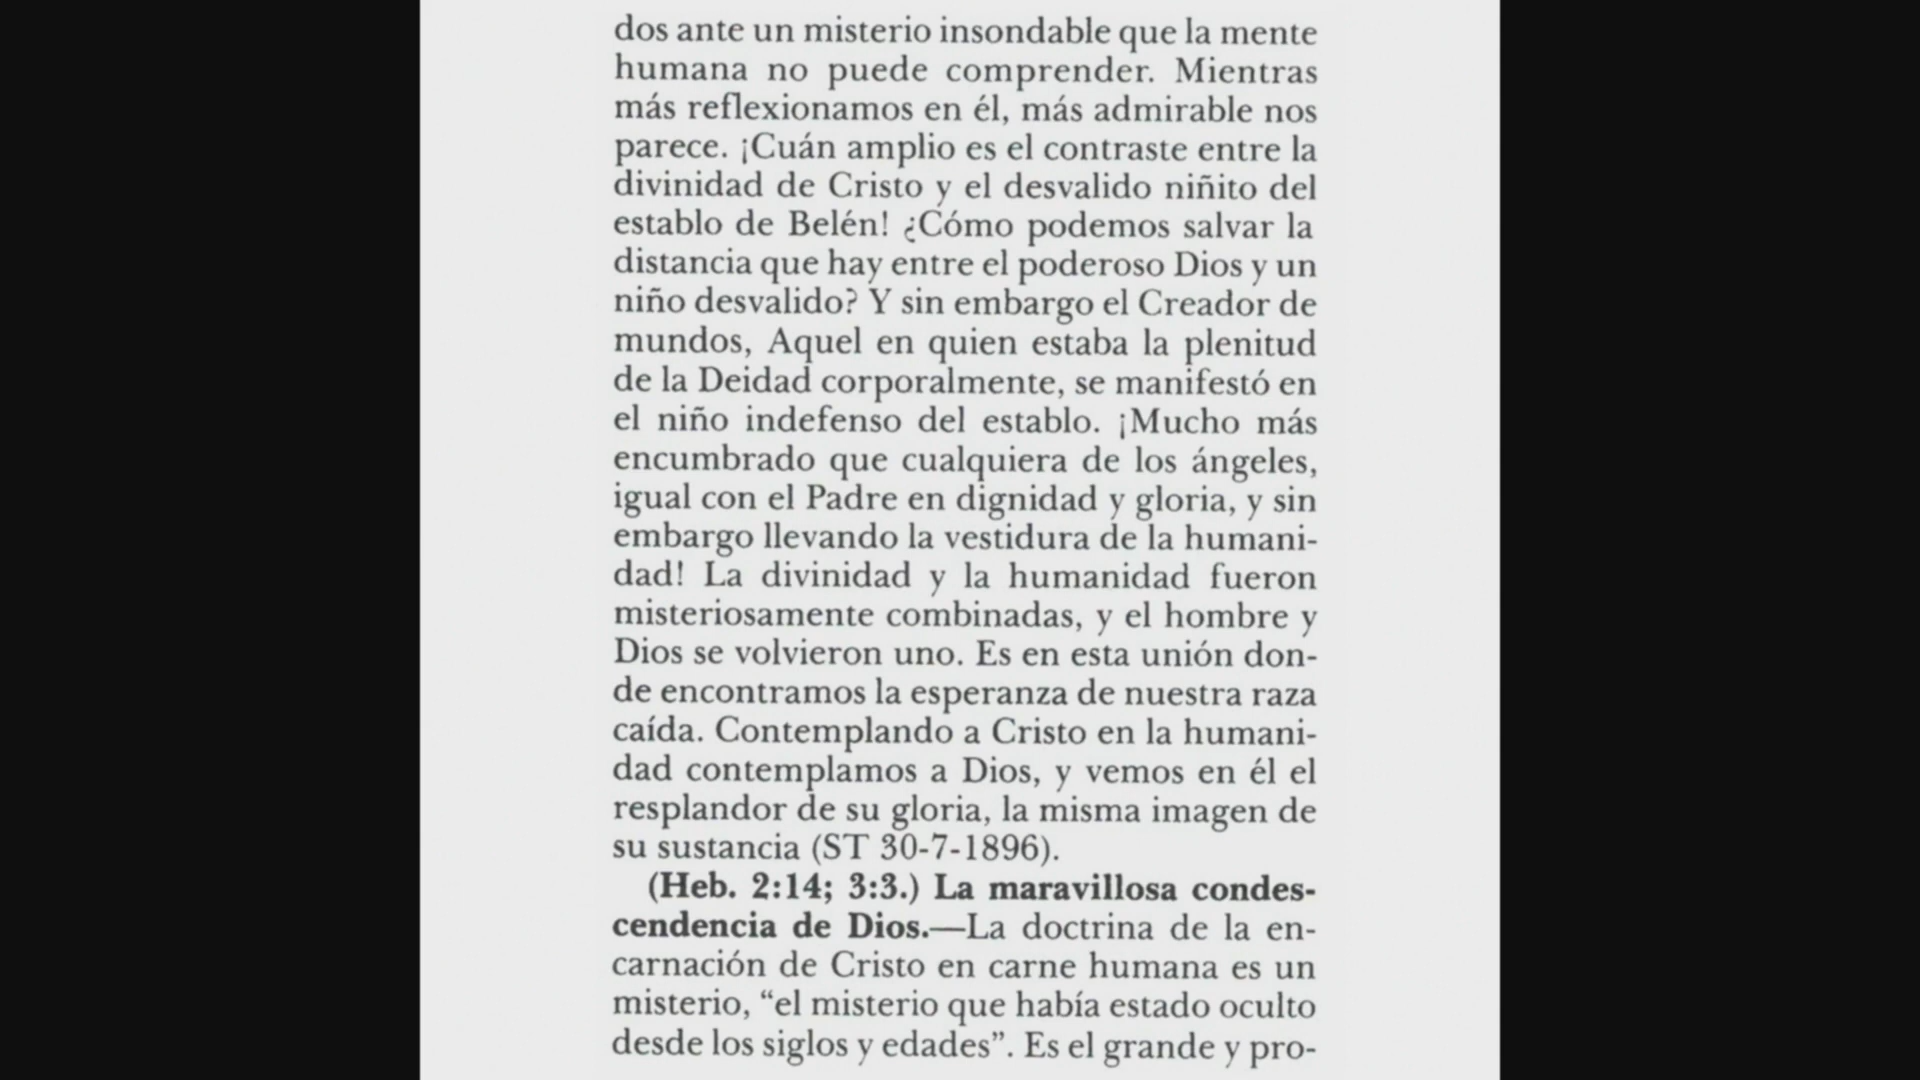 dos ante un misterio insondable que la mente
humana no puede comprender. Mientras
más reflexionamos en él, más admirable nos
parece. ¡Cuán amplio es el contraste entre la
divinidad de Cristo y el desvalido niñito del
establo de Belén! ¿Cómo podemos salvar la
distancia que hay entre el poderoso Dios y un
niño desvalido? Y sin embargo el Creador de
mundos, Aquel en quien estaba la plenitud
de la Deidad corporalmente, se manifestó en
el niño indefenso del establo. ¡Mucho más
encumbrado que cualquiera de los ángeles,
igual con el Padre en dignidad y gloria, y sin
embargo llevando la vestidura de la humani-
dad! La divinidad y la humanidad fueron
misteriosamente combinadas, y el hombre y
Dios se volvieron uno. Es en esta unión don-
de encontramos la esperanza de nuestra raza
caída. Contemplando a Cristo en la humani-
dad contemplamos a Dios, y vemos en él el
resplandor de su gloria, la misma imagen de
su sustancia (ST 30-7-1896).
(Heb. 2:14; 3:3.) La maravillosa condes-
cendencia de Dios.—La doctrina de la en-
carnación de Cristo en carne humana es un
misterio, “el misterio que había estado oculto
desde los siglos y edades”. Es el grande y pro-